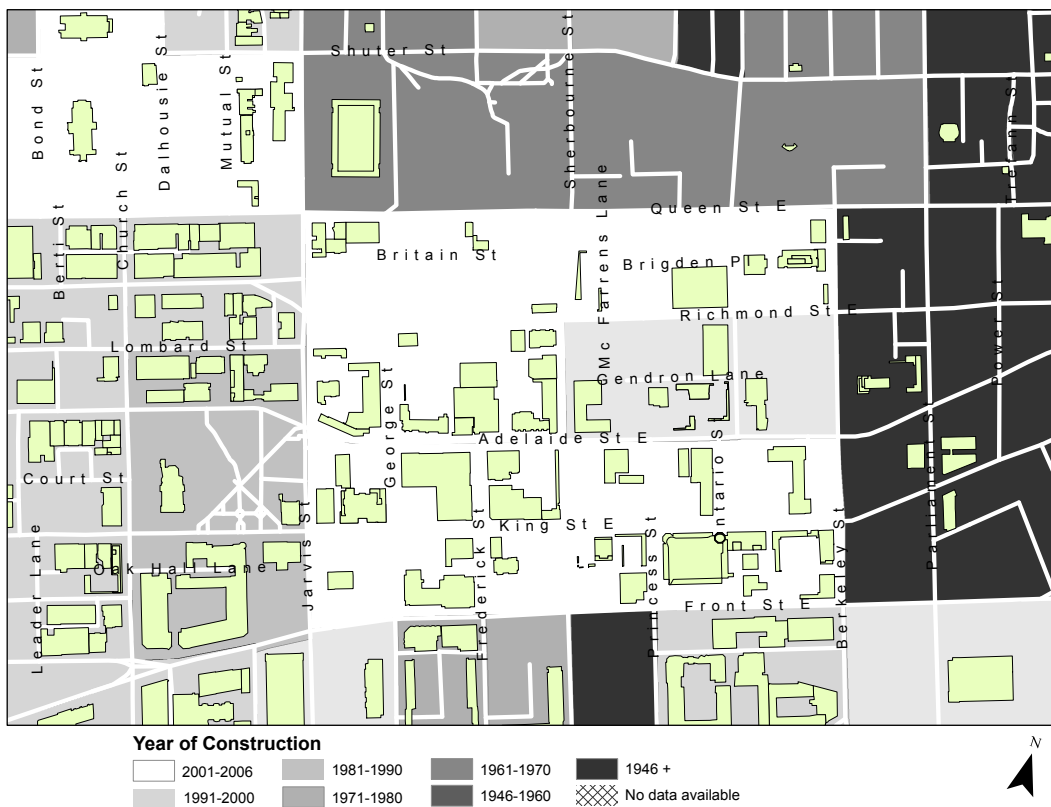 Shuter St
Bond St
Dalhousie St
Mutual St
Sherbourne St
Trefann St
Church St
Berti St
Queen St E
Britain St
Mc Farrens Lane
Brigden Pl
Richmond St E
Power St
Lombard St
Gendron Lane
George St
Adelaide St E
Ontario S
Parliament St
Court St
King St E
Jarvis St
Frederick St
Princess St
Berkeley St
Leader Lane
Oak Hall Lane
Front St E
Year of Construction
2001-2006 1981-1990 1961-1970 1946 +
1991-2000 1971-1980 1946-1960 No data available
N